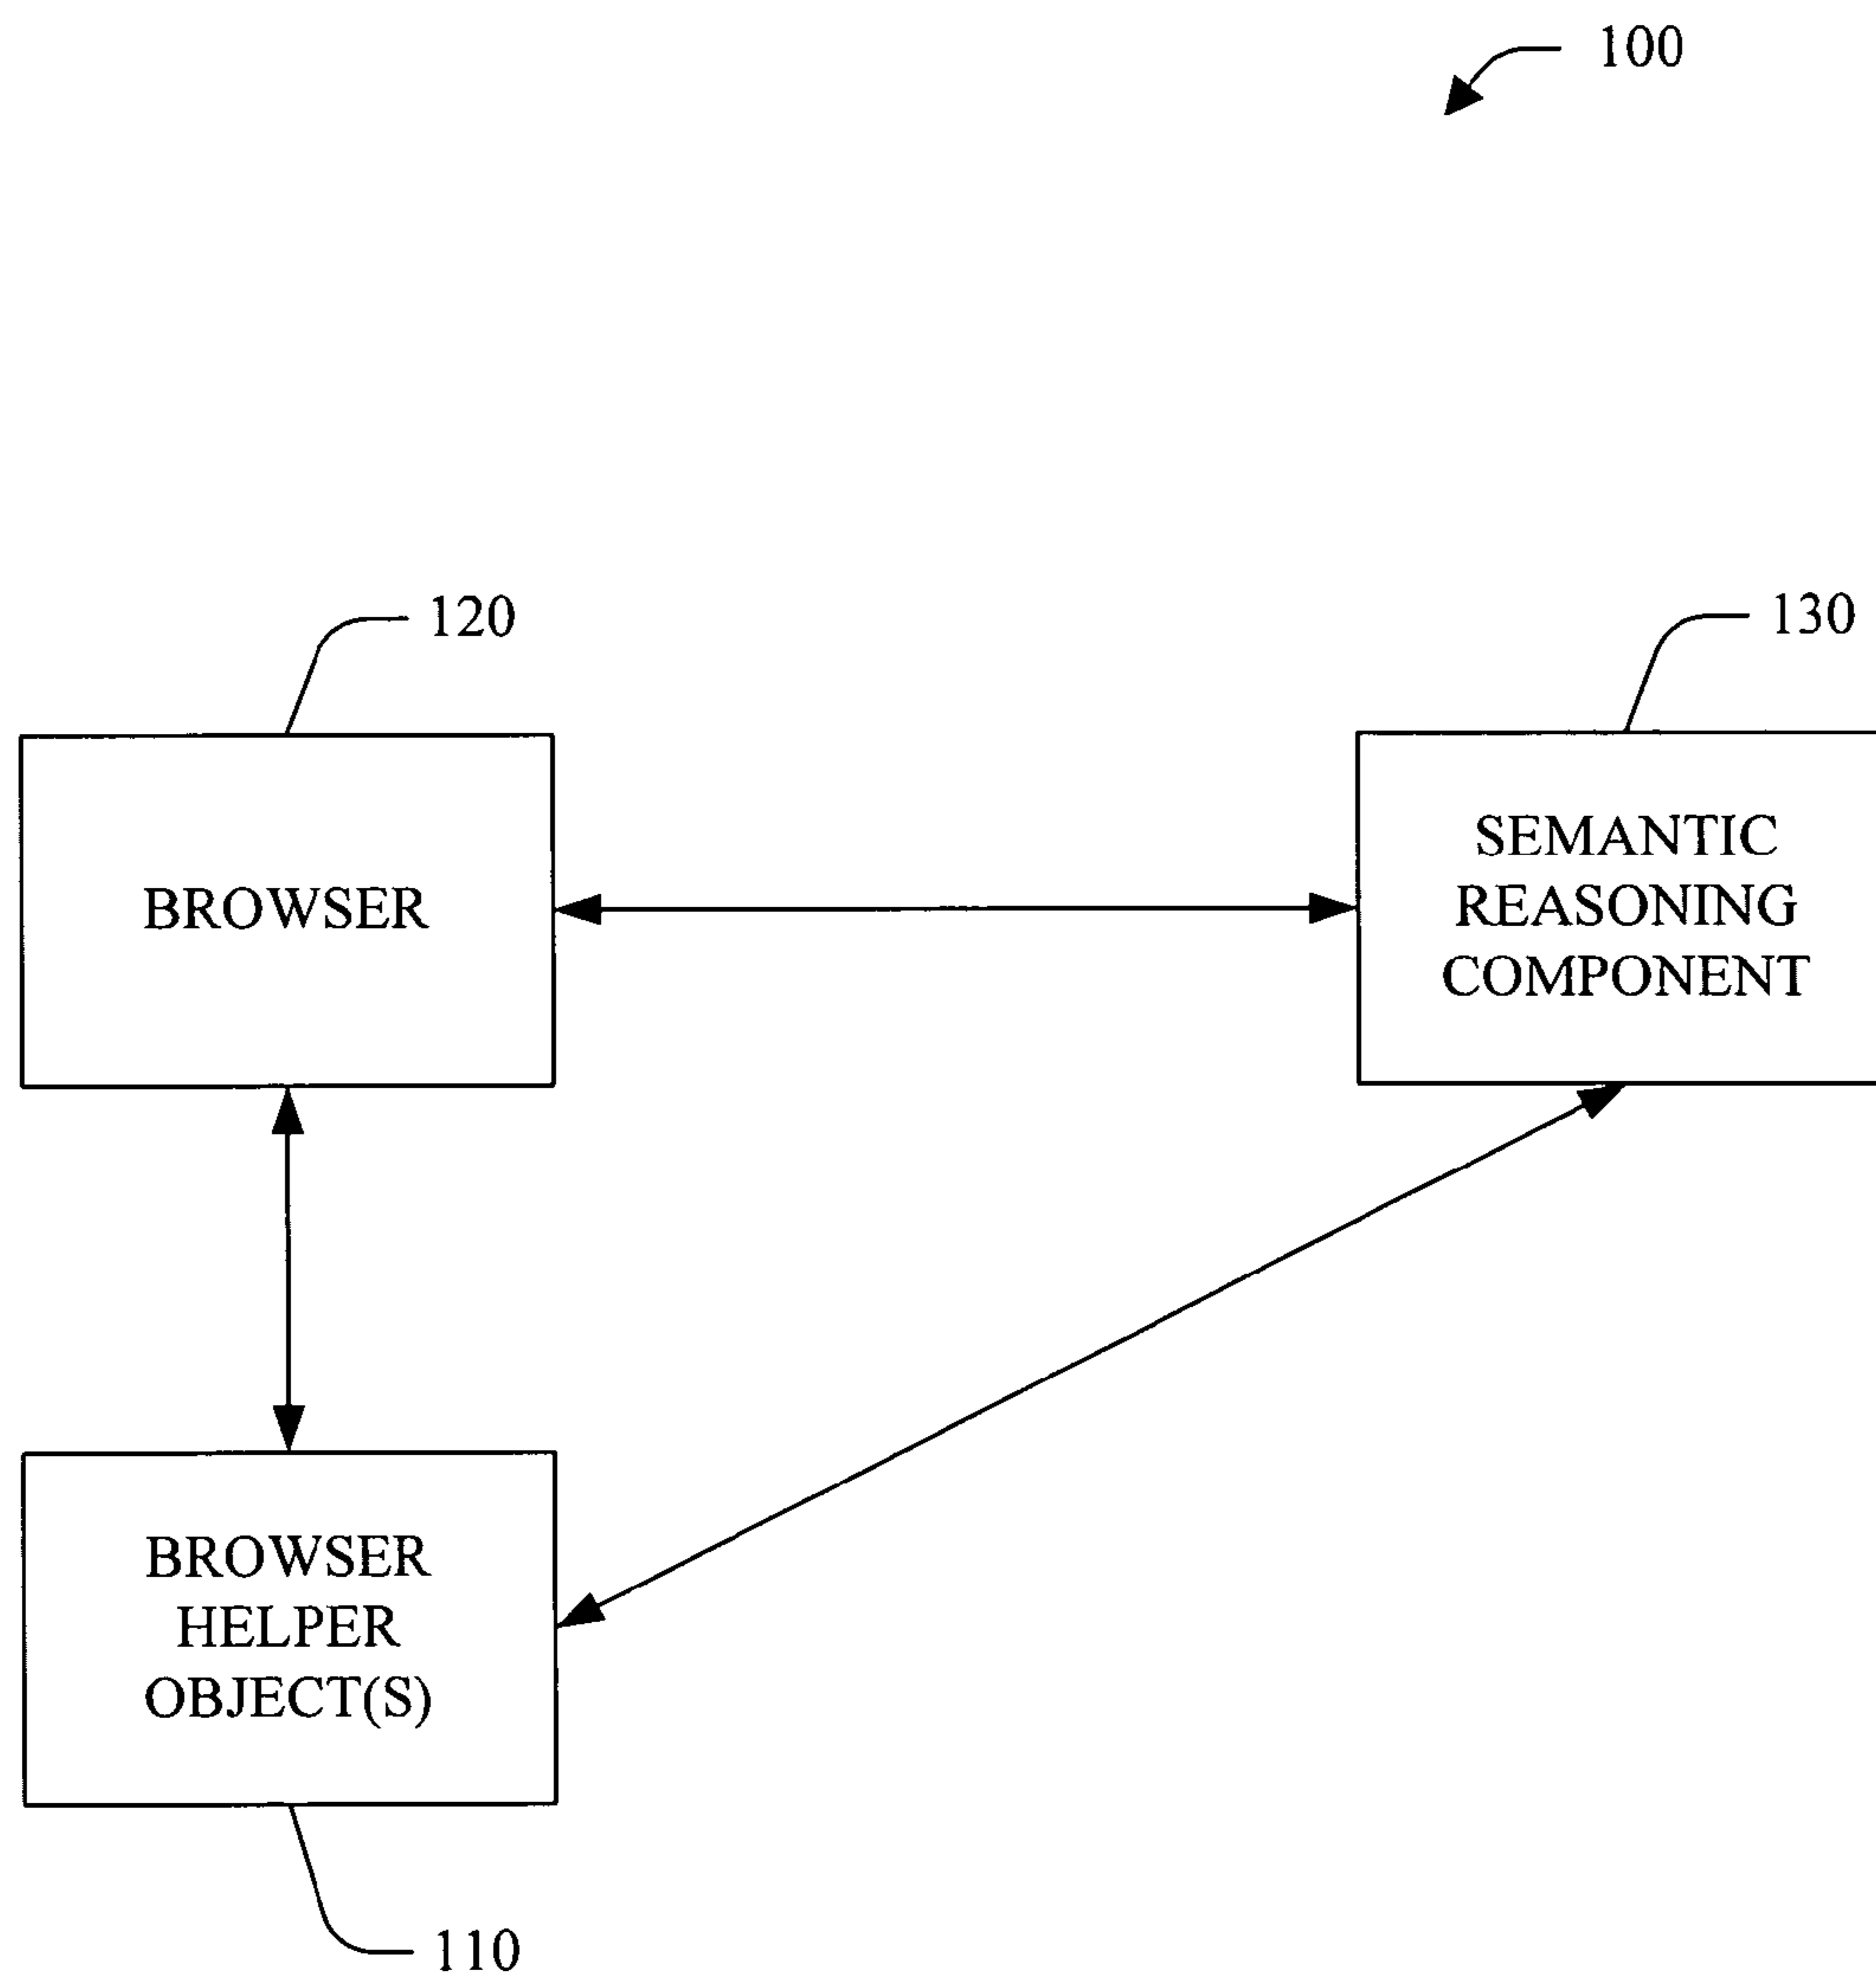 100
120
130
BROWSER
SEMANTIC
REASONING
COMPONENT
BROWSER
HELPER
OBJECT(S)
110